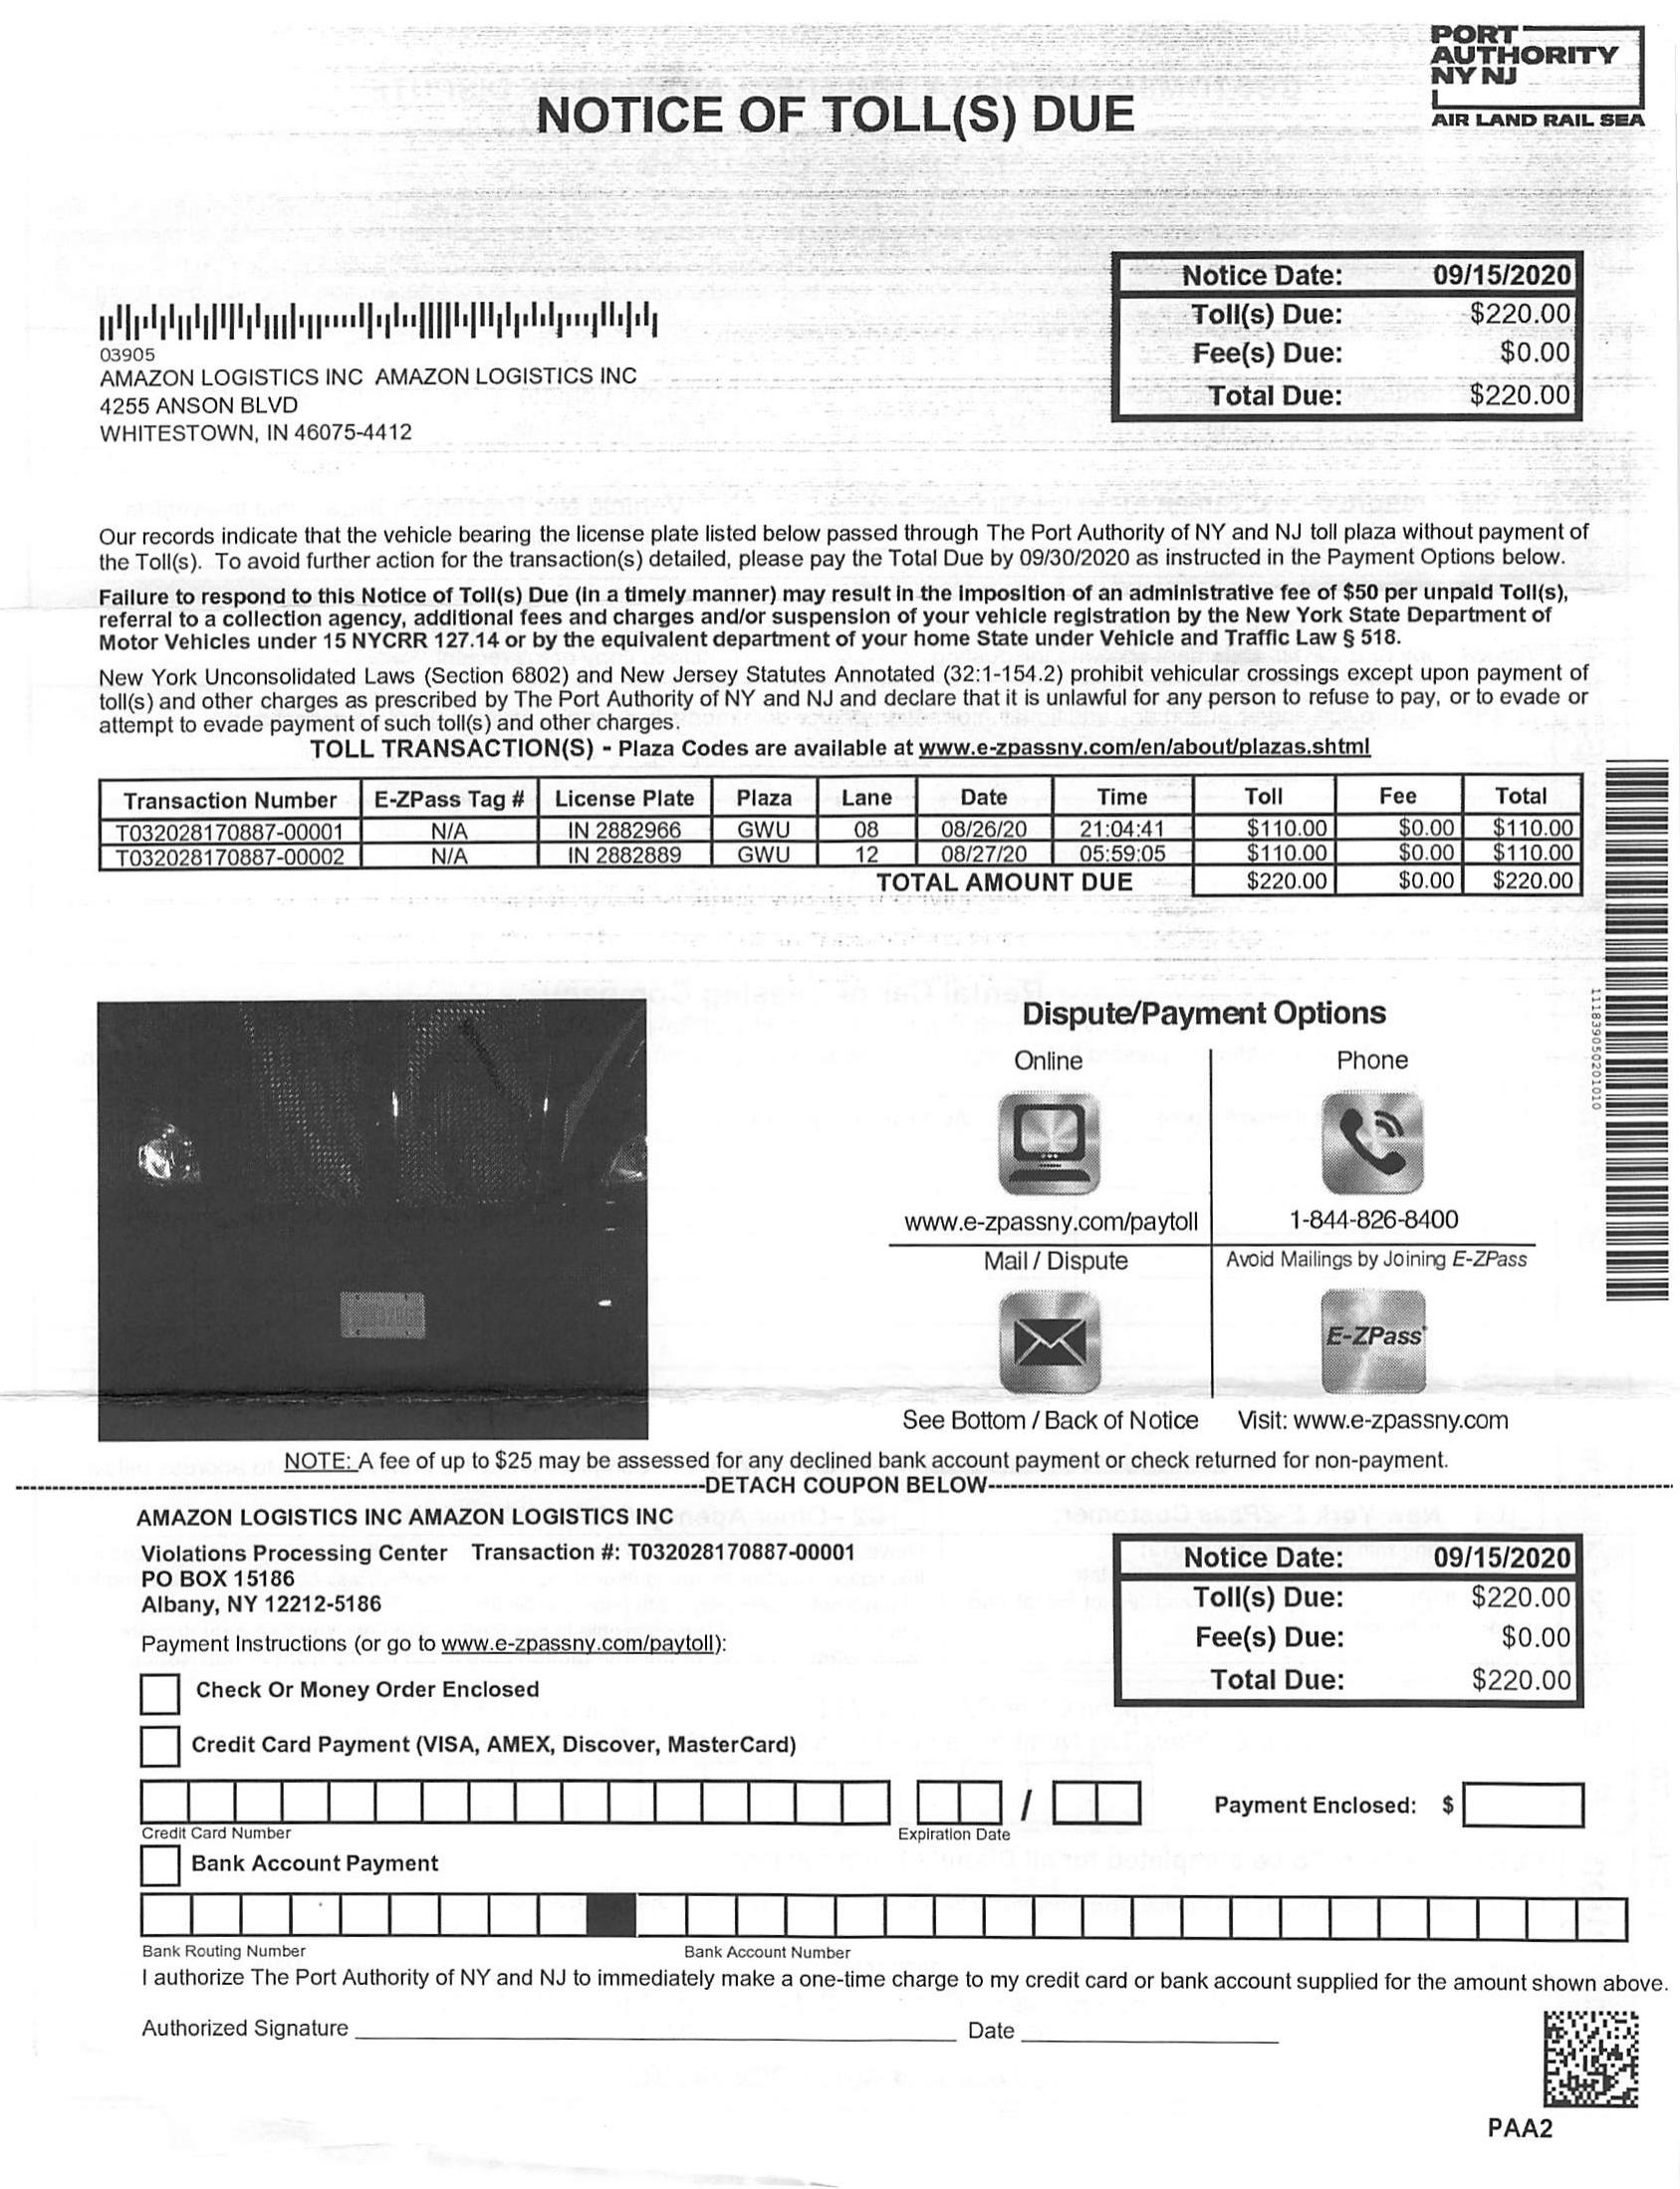 PORT
AUTHORITY
NY NJ
AIR LAND RAIL SEA
NOTICE OF TOLL(S) DUE
Notice Date: 09/15/2020
Toll(s) Due: $220.00
Fee(s) Due: $0.00
Total Due: $220.00
03905
AMAZON LOGISTICS INC AMAZON LOGISTICS INC
4255 ANSON BLVD
WHITESTOWN, IN 46075-4412
Our records indicate that the vehicle bearing the license plate listed below passed through The Port Authority of NY and NJ toll plaza without payment of
the Toll(s). To avoid further action for the transaction(s) detailed, please pay the Total Due by 09/30/2020 as instructed in the Payment Options below.
Failure to respond to this Notice of Toll(s) Due (in a timely manner) may result in the imposition of an administrative fee of $50 per unpaid Toll(s),
referral to a collection agency, additional fees and charges and/or suspension of your vehicle registration by the New York State Department of
Motor Vehicles under 15 NYCRR 127.14 or by the equivalent department of your home State under Vehicle and Traffic Law § 518.
New York Unconsolidated Laws (Section 6802) and New Jersey Statutes Annotated (32:1-154.2) prohibit vehicular crossings except upon payment of
toll(s) and other charges as prescribed by The Port Authority of NY and NJ and declare that it is unlawful for any person to refuse to pay, or to evade or
attempt to evade payment of such toll(s) and other charges.
TOLL TRANSACTION(S) - Plaza Codes are available at www.e-zpassny.com/en/about/plazas.shtml
Transaction Number E-ZPass Tag # License Plate Plaza Lane Date Time Toll Fee Total
T032028170887-00001 N/A IN 2882966 GWU 08 08/26/20 21:04:41 $110.00 $0.00 $110.00
T032028170887-00002 N/A IN 2882889 GWU 12 08/27/20 05:59:05 $110.00 $0.00 $110.00
TOTAL AMOUNT DUE $220.00 $0.00 $220.00
1118390502010​10
Dispute/Payment Options
Online Phone
www.e-zpassny.com/paytoll 1-844-826-8400
Mail / Dispute Avoid Mailings by Joining E-ZPass
E-ZPass
See Bottom / Back of Notice Visit: www.e-zpassny.com
NOTE: A fee of up to $25 may be assessed for any declined bank account payment or check returned for non-payment.
DETACH COUPON BELOW
AMAZON LOGISTICS INC AMAZON LOGISTICS INC
Violations Processing Center Transaction #: T032028170887-00001
PO BOX 15186
Albany, NY 12212-5186
Notice Date: 09/15/2020
Toll(s) Due: $220.00
Fee(s) Due: $0.00
Total Due: $220.00
Payment Instructions (or go to www.e-zpassny.com/paytoll):
Check Or Money Order Enclosed
Credit Card Payment (VISA, AMEX, Discover, MasterCard)
/ Payment Enclosed: $
Credit Card Number Expiration Date
Bank Account Payment
Bank Routing Number Bank Account Number
I authorize The Port Authority of NY and NJ to immediately make a one-time charge to my credit card or bank account supplied for the amount shown above.
Authorized Signature Date
PAA2